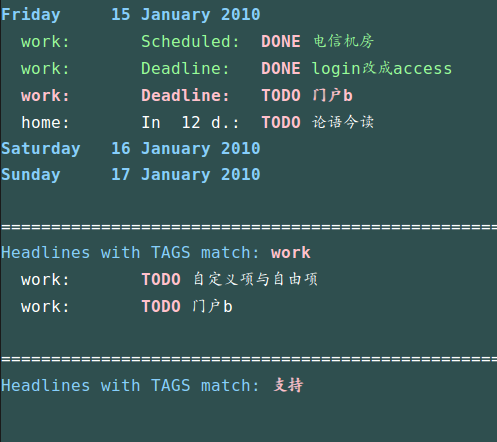 Friday     15 January 2010
  work:       Scheduled:  DONE 电信机房
  work:       Deadline:   DONE login改成access
  work:       Deadline:   TODO 门户b
  home:       In  12 d.:  TODO 论语今读
Saturday   16 January 2010
Sunday     17 January 2010
==================================================
Headlines with TAGS match: work
  work:       TODO 自定义项与自由项
  work:       TODO 门户b
==================================================
Headlines with TAGS match: 支持